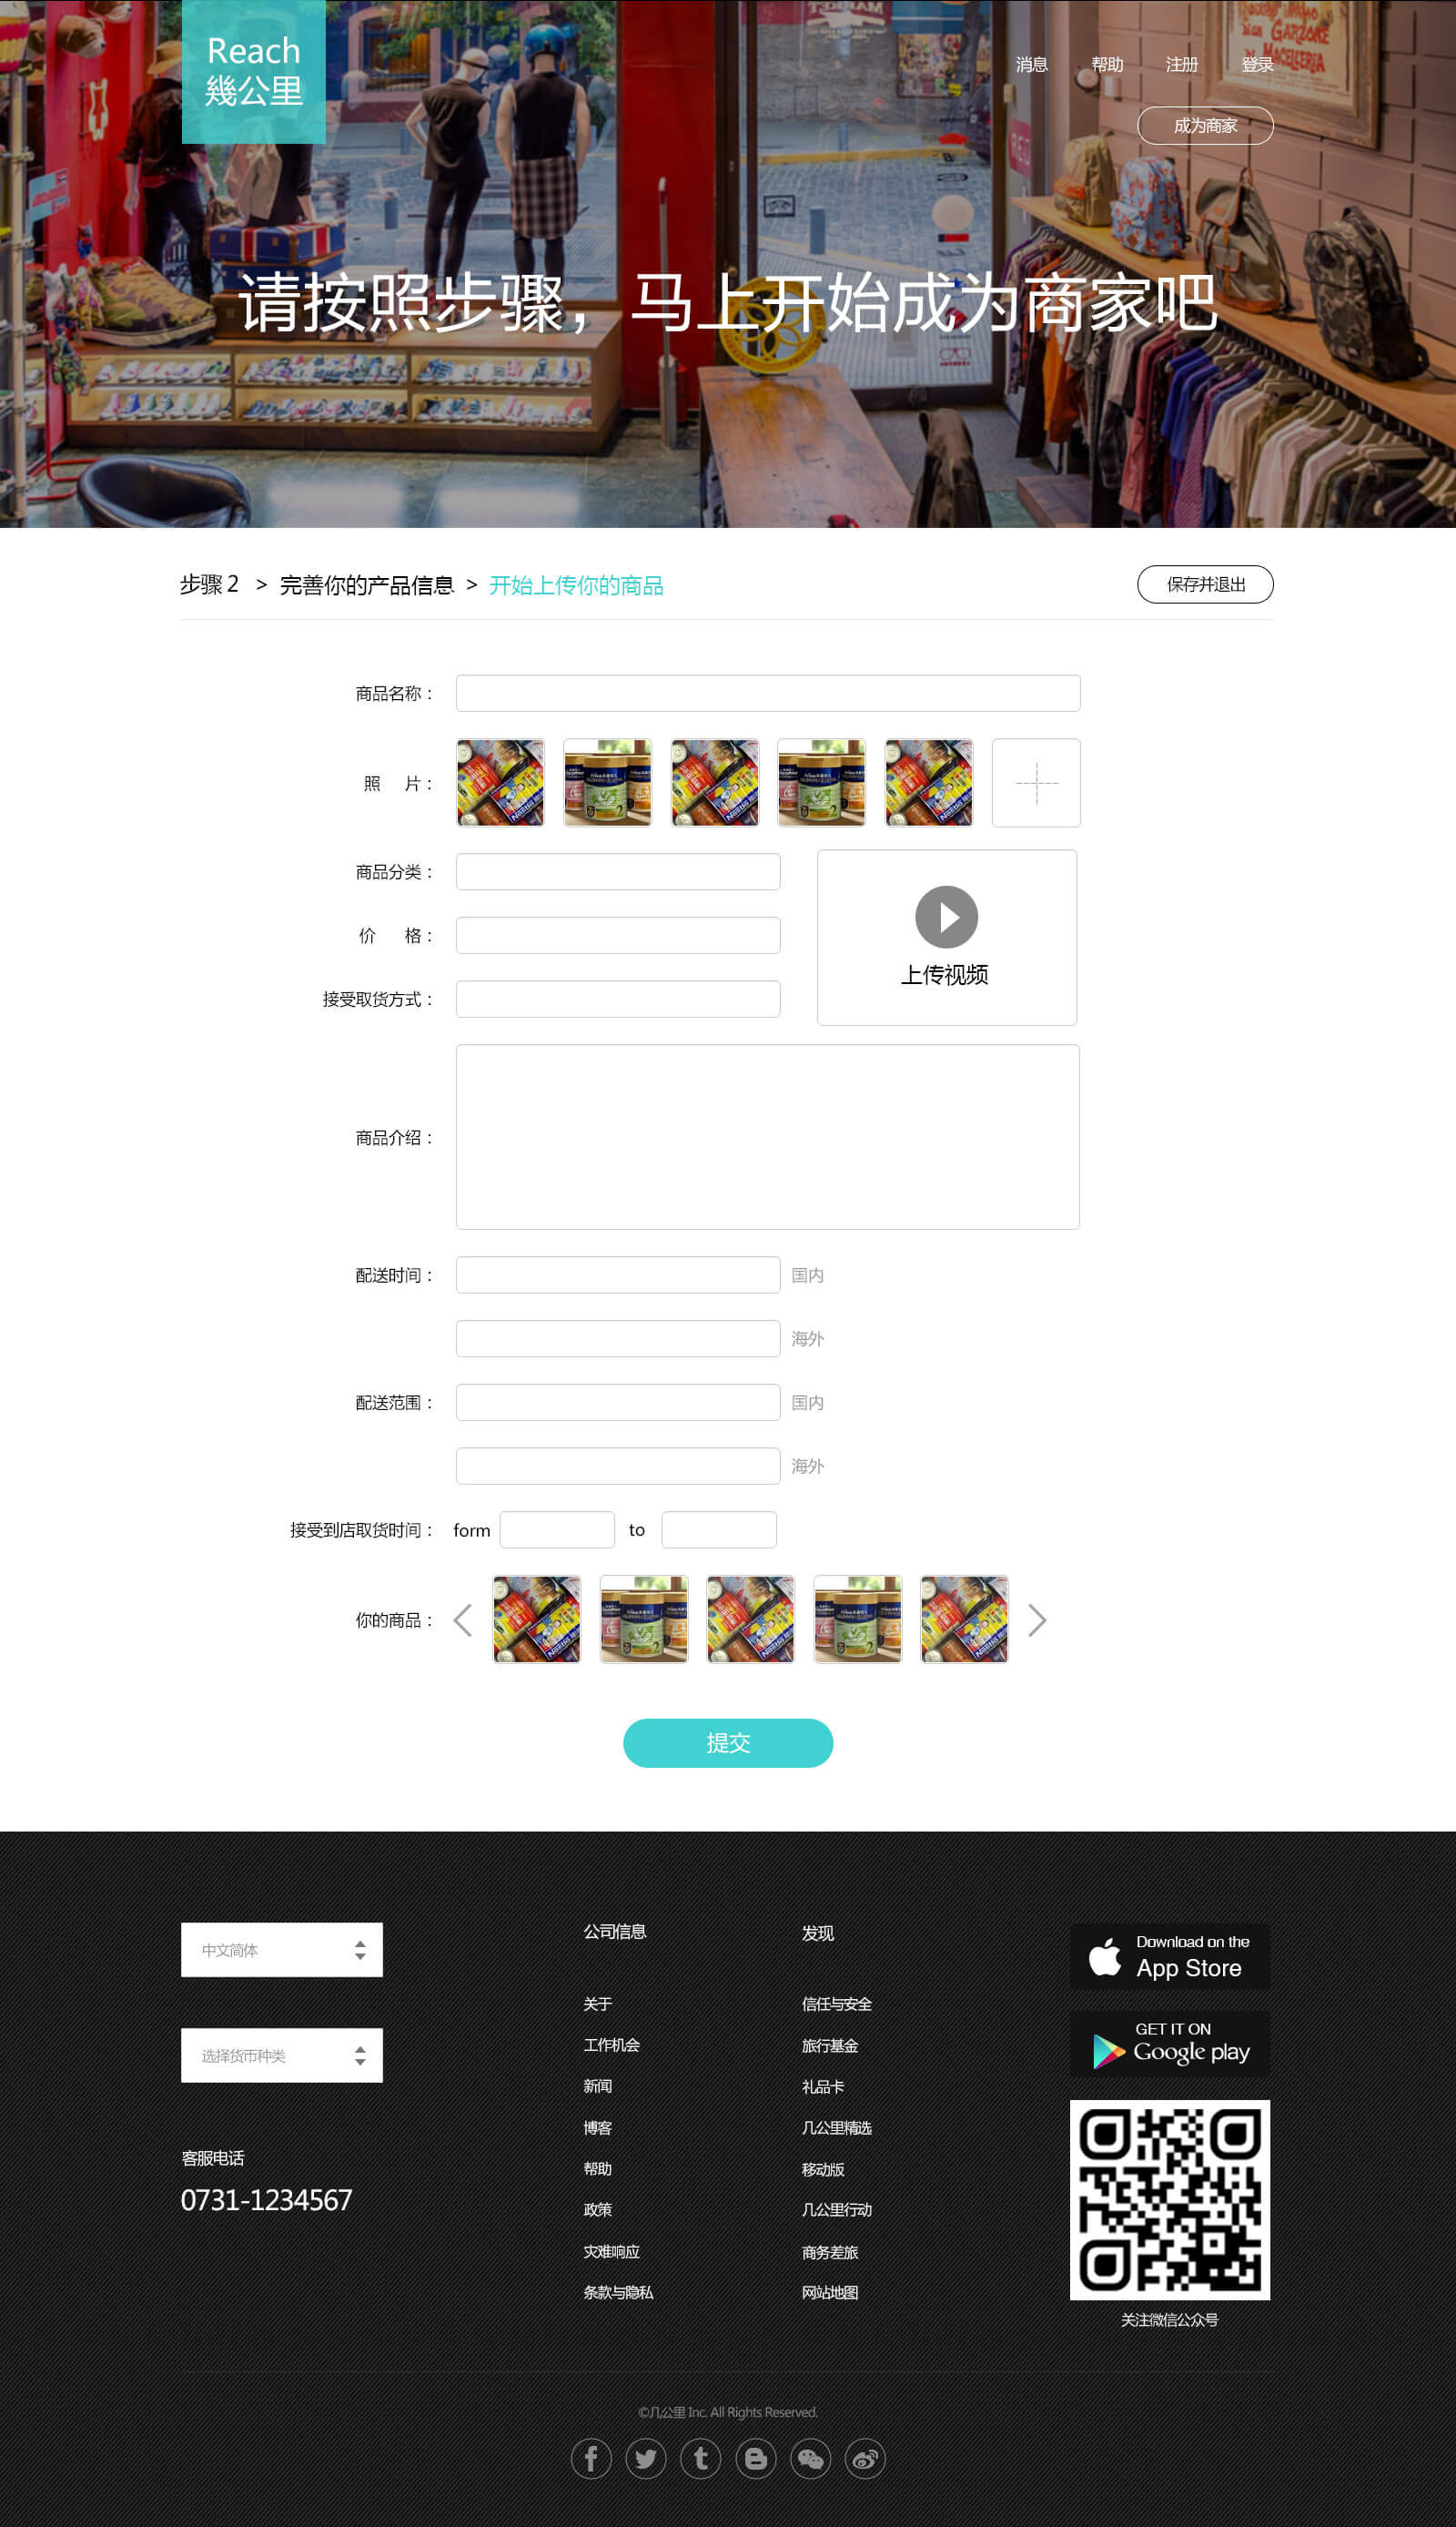 Reach
幾公里
消息 帮助 注册 登录
成为商家
请按照步骤，马上开始成为商家吧
步骤 2 > 完善你的产品信息 > 开始上传你的商品
保存并退出
商品名称：
照 片：
商品分类：
价 格：
上传视频
接受取货方式：
商品介绍：
配送时间： 国内
海外
配送范围： 国内
海外
接受到店取货时间： form to
你的商品：
提交
中文简体
选择货币种类
客服电话
0731-1234567
公司信息
关于
工作机会
新闻
博客
帮助
政策
灾难响应
条款与隐私
发现
信任与安全
旅行基金
礼品卡
几公里精选
移动版
几公里行动
商务差旅
网站地图
Download on the
App Store
GET IT ON
Google play
关注微信公众号
©几公里 Inc. All Rights Reserved.